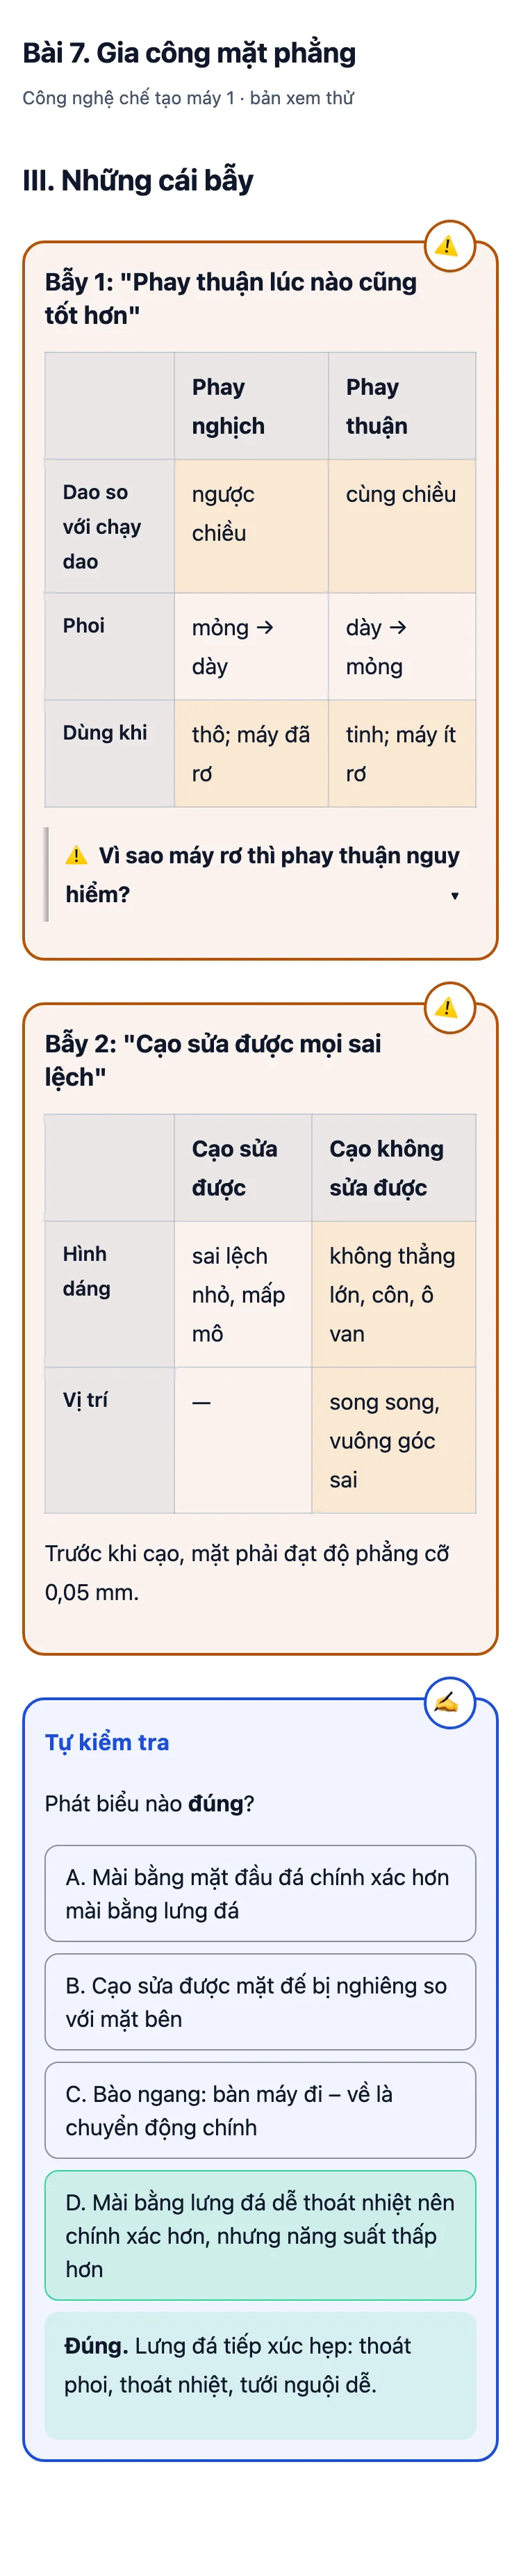 Bài 7. Gia công mặt phẳng
Công nghệ chế tạo máy 1 · bản xem thử
III. Những cái bẫy
Bẫy 1: "Phay thuận lúc nào cũng
tốt hơn"
Phay nghịch
Phay thuận
Dao so với chạy dao
ngược chiều
cùng chiều
Phoi
mỏng → dày
dày → mỏng
Dùng khi
thô; máy đã rơ
tinh; máy ít rơ
⚠️ Vì sao máy rơ thì phay thuận nguy
hiểm? ▼
Bẫy 2: "Cạo sửa được mọi sai
lệch"
Cạo sửa được
Cạo không sửa được
Hình dáng
sai lệch nhỏ, mấp mô
không thẳng lớn, côn, ô van
Vị trí
—
song song, vuông góc sai
Trước khi cạo, mặt phải đạt độ phẳng cỡ
0,05 mm.
Tự kiểm tra
Phát biểu nào đúng?
A. Mài bằng mặt đầu đá chính xác hơn
mài bằng lưng đá
B. Cạo sửa được mặt đế bị nghiêng so
với mặt bên
C. Bào ngang: bàn máy đi – về là
chuyển động chính
D. Mài bằng lưng đá dễ thoát nhiệt nên
chính xác hơn, nhưng năng suất thấp
hơn
Đúng. Lưng đá tiếp xúc hẹp: thoát
phoi, thoát nhiệt, tưới nguội dễ.